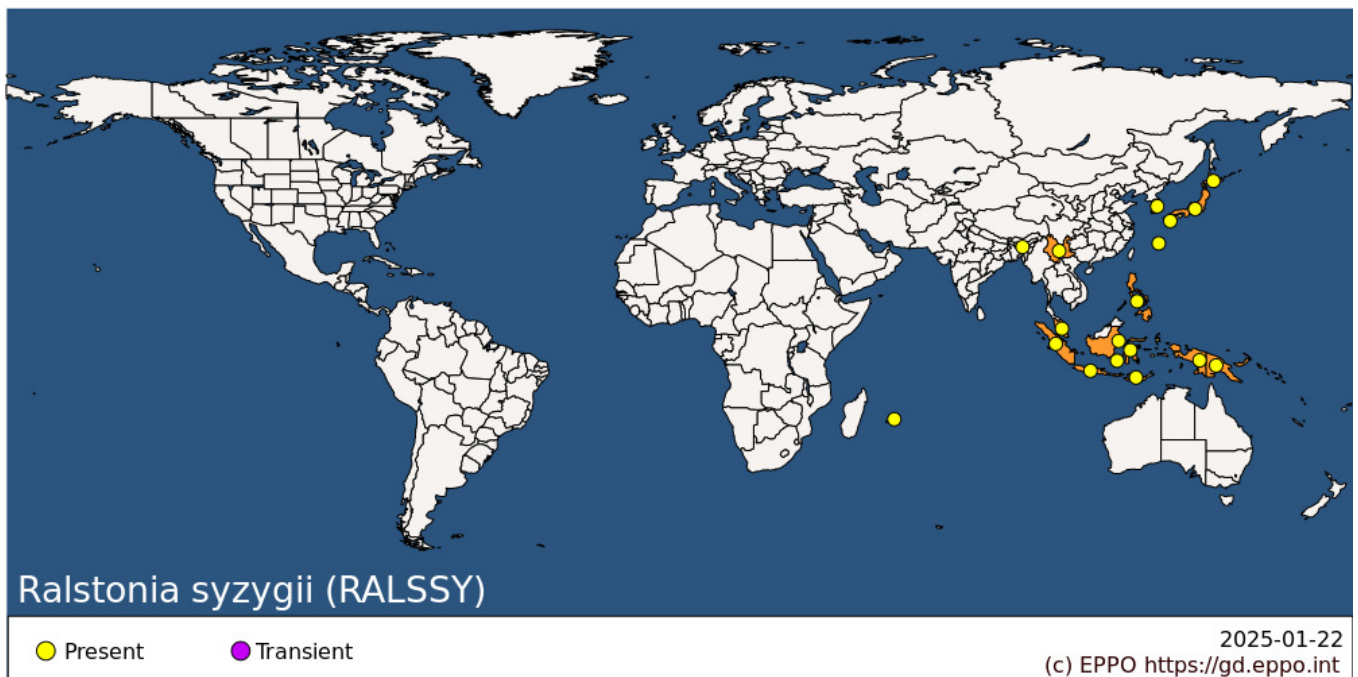 Ralstonia syzygii (RALSSY)
Present
Transient
2025-01-22
(c) EPPO https://gd.eppo.int